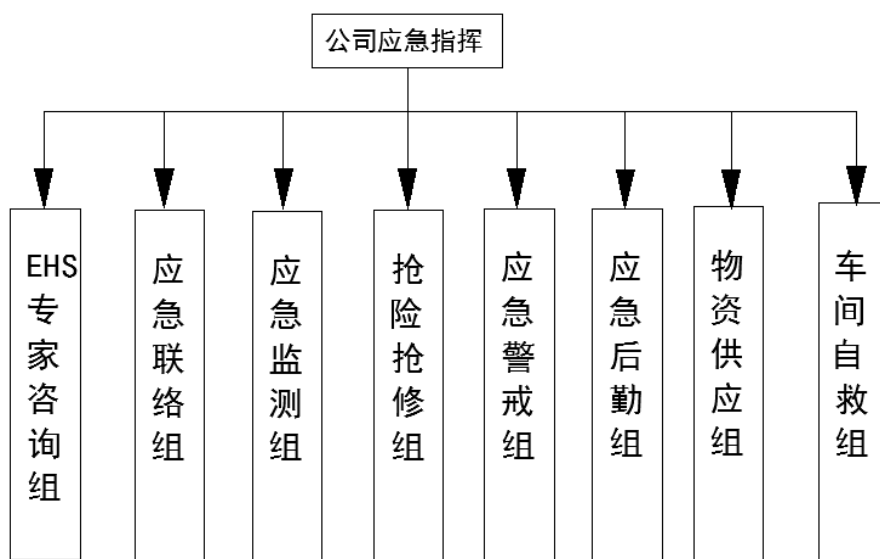 公司应急指挥
EHS专家咨询组
应急联络组
应急监测组
抢险抢修组
应急警戒组
应急后勤组
物资供应组
车间自救组